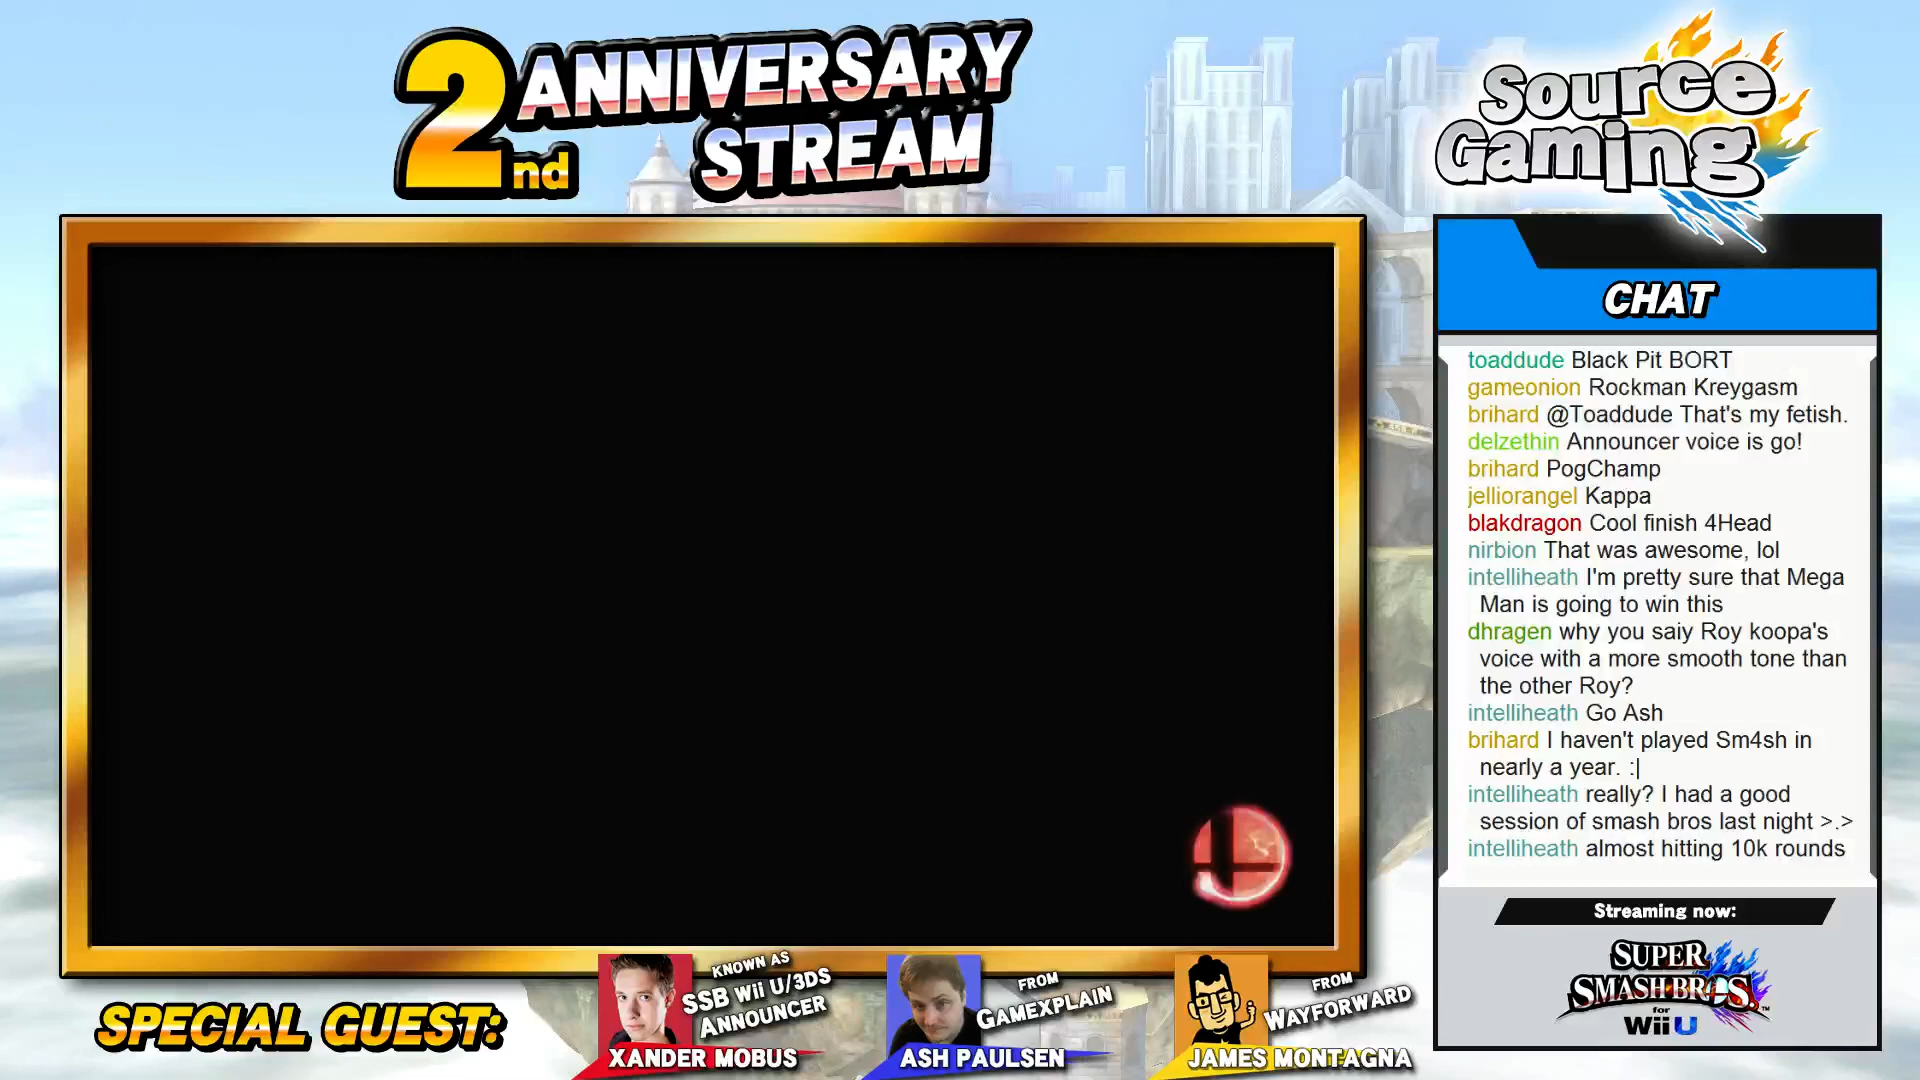 2nd ANNIVERSARY
STREAM
Source
Gaming
CHAT
toaddude Black Pit BORT
gameonion Rockman Kreygasm
brihard @Toaddude That's my fetish.
delzethin Announcer voice is go!
brihard PogChamp
jelliorangel Kappa
blakdragon Cool finish 4Head
nirbion That was awesome, lol
intelliheath I'm pretty sure that Mega
Man is going to win this
dhragen why you saiy Roy koopa's
voice with a more smooth tone than
the other Roy?
intelliheath Go Ash
brihard I haven't played Sm4sh in
nearly a year. :|
intelliheath really? I had a good
session of smash bros last night >.>
intelliheath almost hitting 10k rounds
Streaming now:
SUPER
SMASH BROS.™
for
Wii U
SPECIAL GUEST:
KNOWN AS
SSB Wii U/3DS
ANNOUNCER
XANDER MOBUS
FROM
GAMEXPLAIN
ASH PAULSEN
FROM
WAYFORWARD
JAMES MONTAGNA